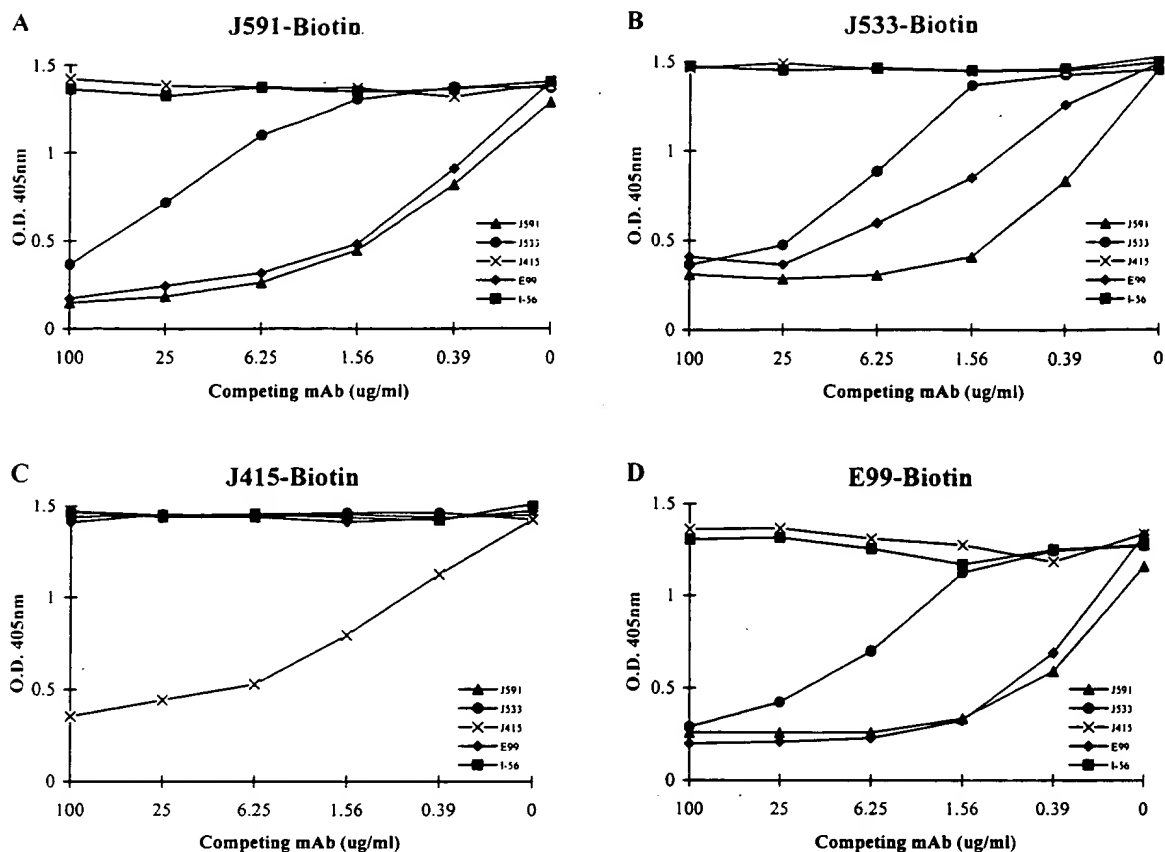 A
J591-Biotin
O.D. 405nm
1.5
1
0.5
0
100
25
6.25
1.56
0.39
0
Competing mAb (ug/ml)
J591
J533
J415
E99
I-56
B
J533-Biotin
O.D. 405nm
1.5
1
0.5
0
100
25
6.25
1.56
0.39
0
Competing mAb (ug/ml)
J591
J533
J415
E99
I-56
C
J415-Biotin
O.D. 405nm
1.5
1
0.5
0
100
25
6.25
1.56
0.39
0
Competing mAb (ug/ml)
J591
J533
J415
E99
I-56
D
E99-Biotin
O.D. 405nm
1.5
1
0.5
0
100
25
6.25
1.56
0.39
0
Competing mAb (ug/ml)
J591
J533
J415
E99
I-56